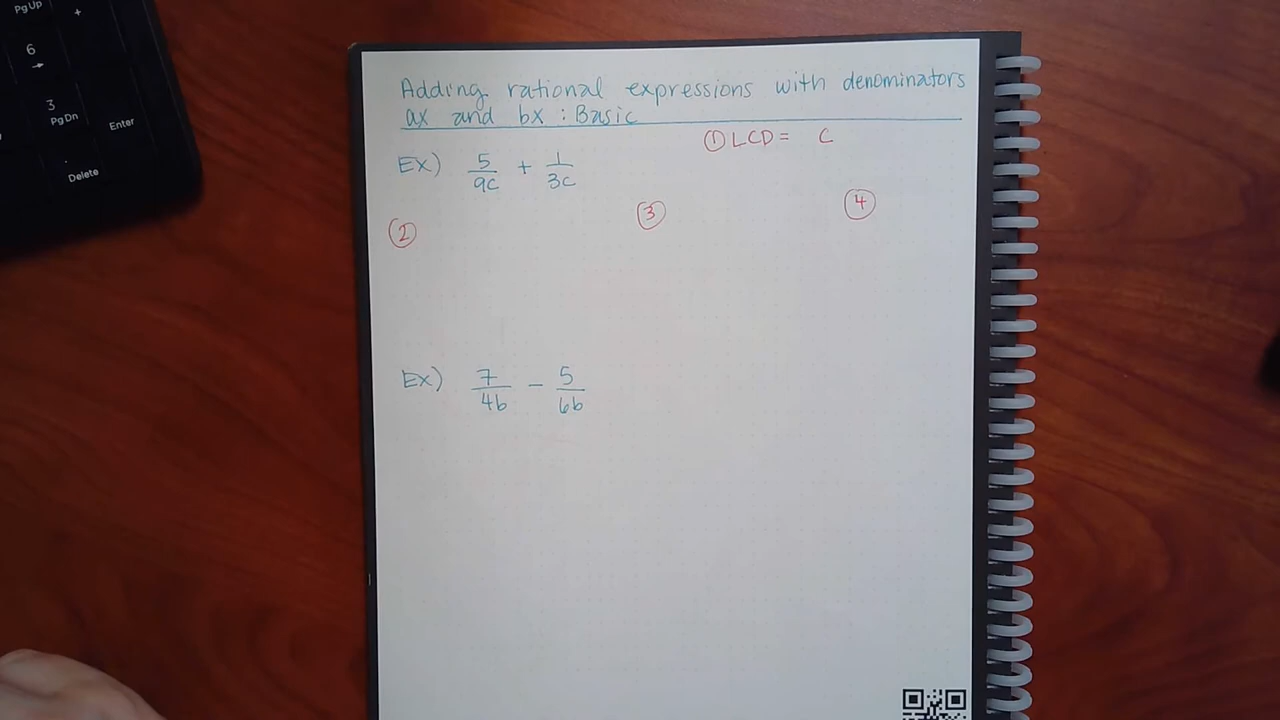 PgUp
+
6
→
3
PgDn
Enter
.
Delete
Adding rational expressions with denominators
ax and bx : Basic
① LCD = C
EX) 5/9c + 1/3c
② ③ ④
EX) 7/4b - 5/6b